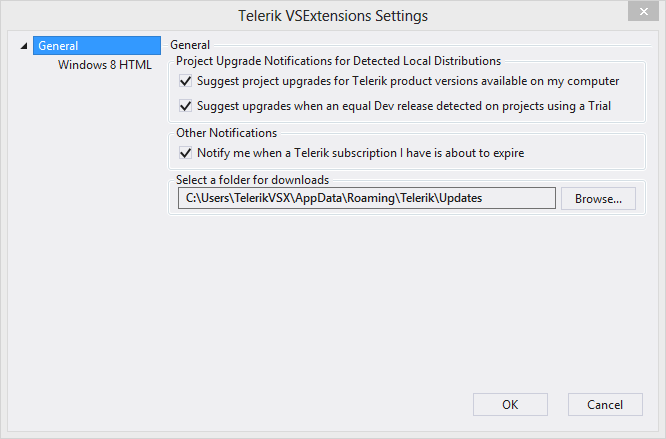 Telerik VSExtensions Settings
General
Windows 8 HTML
General
Project Upgrade Notifications for Detected Local Distributions
Suggest project upgrades for Telerik product versions available on my computer
Suggest upgrades when an equal Dev release detected on projects using a Trial
Other Notifications
Notify me when a Telerik subscription I have is about to expire
Select a folder for downloads
C:\Users\TelerikVSX\AppData\Roaming\Telerik\Updates
Browse...
OK
Cancel